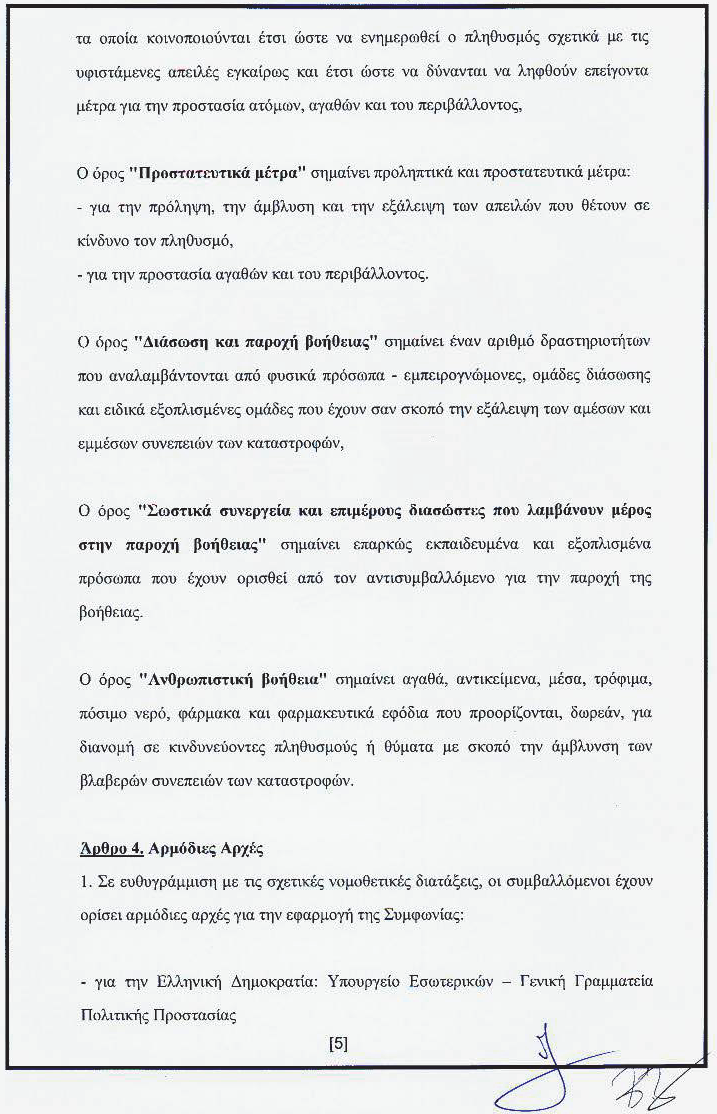 τα οποία κοινοποιούνται έτσι ώστε να ενημερωθεί ο πληθυσμός σχετικά με τις
υφιστάμενες απειλές εγκαίρως και έτσι ώστε να δύνανται να ληφθούν επείγοντα
μέτρα για την προστασία ατόμων, αγαθών και του περιβάλλοντος,
Ο όρος "Προστατευτικά μέτρα" σημαίνει προληπτικά και προστατευτικά μέτρα:
- για την πρόληψη, την άμβλυση και την εξάλειψη των απειλών που θέτουν σε
κίνδυνο τον πληθυσμό,
- για την προστασία αγαθών και του περιβάλλοντος.
Ο όρος "Διάσωση και παροχή βοήθειας" σημαίνει έναν αριθμό δραστηριοτήτων
που αναλαμβάντονται από φυσικά πρόσωπα - εμπειρογνώμονες, ομάδες διάσωσης
και ειδικά εξοπλισμένες ομάδες που έχουν σαν σκοπό την εξάλειψη των αμέσων και
εμμέσων συνεπειών των καταστροφών,
Ο όρος "Σωστικά συνεργεία και επιμέρους διασώστες που λαμβάνουν μέρος
στην παροχή βοήθειας" σημαίνει επαρκώς εκπαιδευμένα και εξοπλισμένα
πρόσωπα που έχουν ορισθεί από τον αντισυμβαλλόμενο για την παροχή της
βοήθειας.
Ο όρος "Ανθρωπιστική βοήθεια" σημαίνει αγαθά, αντικείμενα, μέσα, τρόφιμα,
πόσιμο νερό, φάρμακα και φαρμακευτικά εφόδια που προορίζονται, δωρεάν, για
διανομή σε κινδυνεύοντες πληθυσμούς ή θύματα με σκοπό την άμβλυνση των
βλαβερών συνεπειών των καταστροφών.
Άρθρο 4. Αρμόδιες Αρχές
1. Σε ευθυγράμμιση με τις σχετικές νομοθετικές διατάξεις, οι συμβαλλόμενοι έχουν
ορίσει αρμόδιες αρχές για την εφαρμογή της Συμφωνίας:
- για την Ελληνική Δημοκρατία: Υπουργείο Εσωτερικών – Γενική Γραμματεία
Πολιτικής Προστασίας
[5]